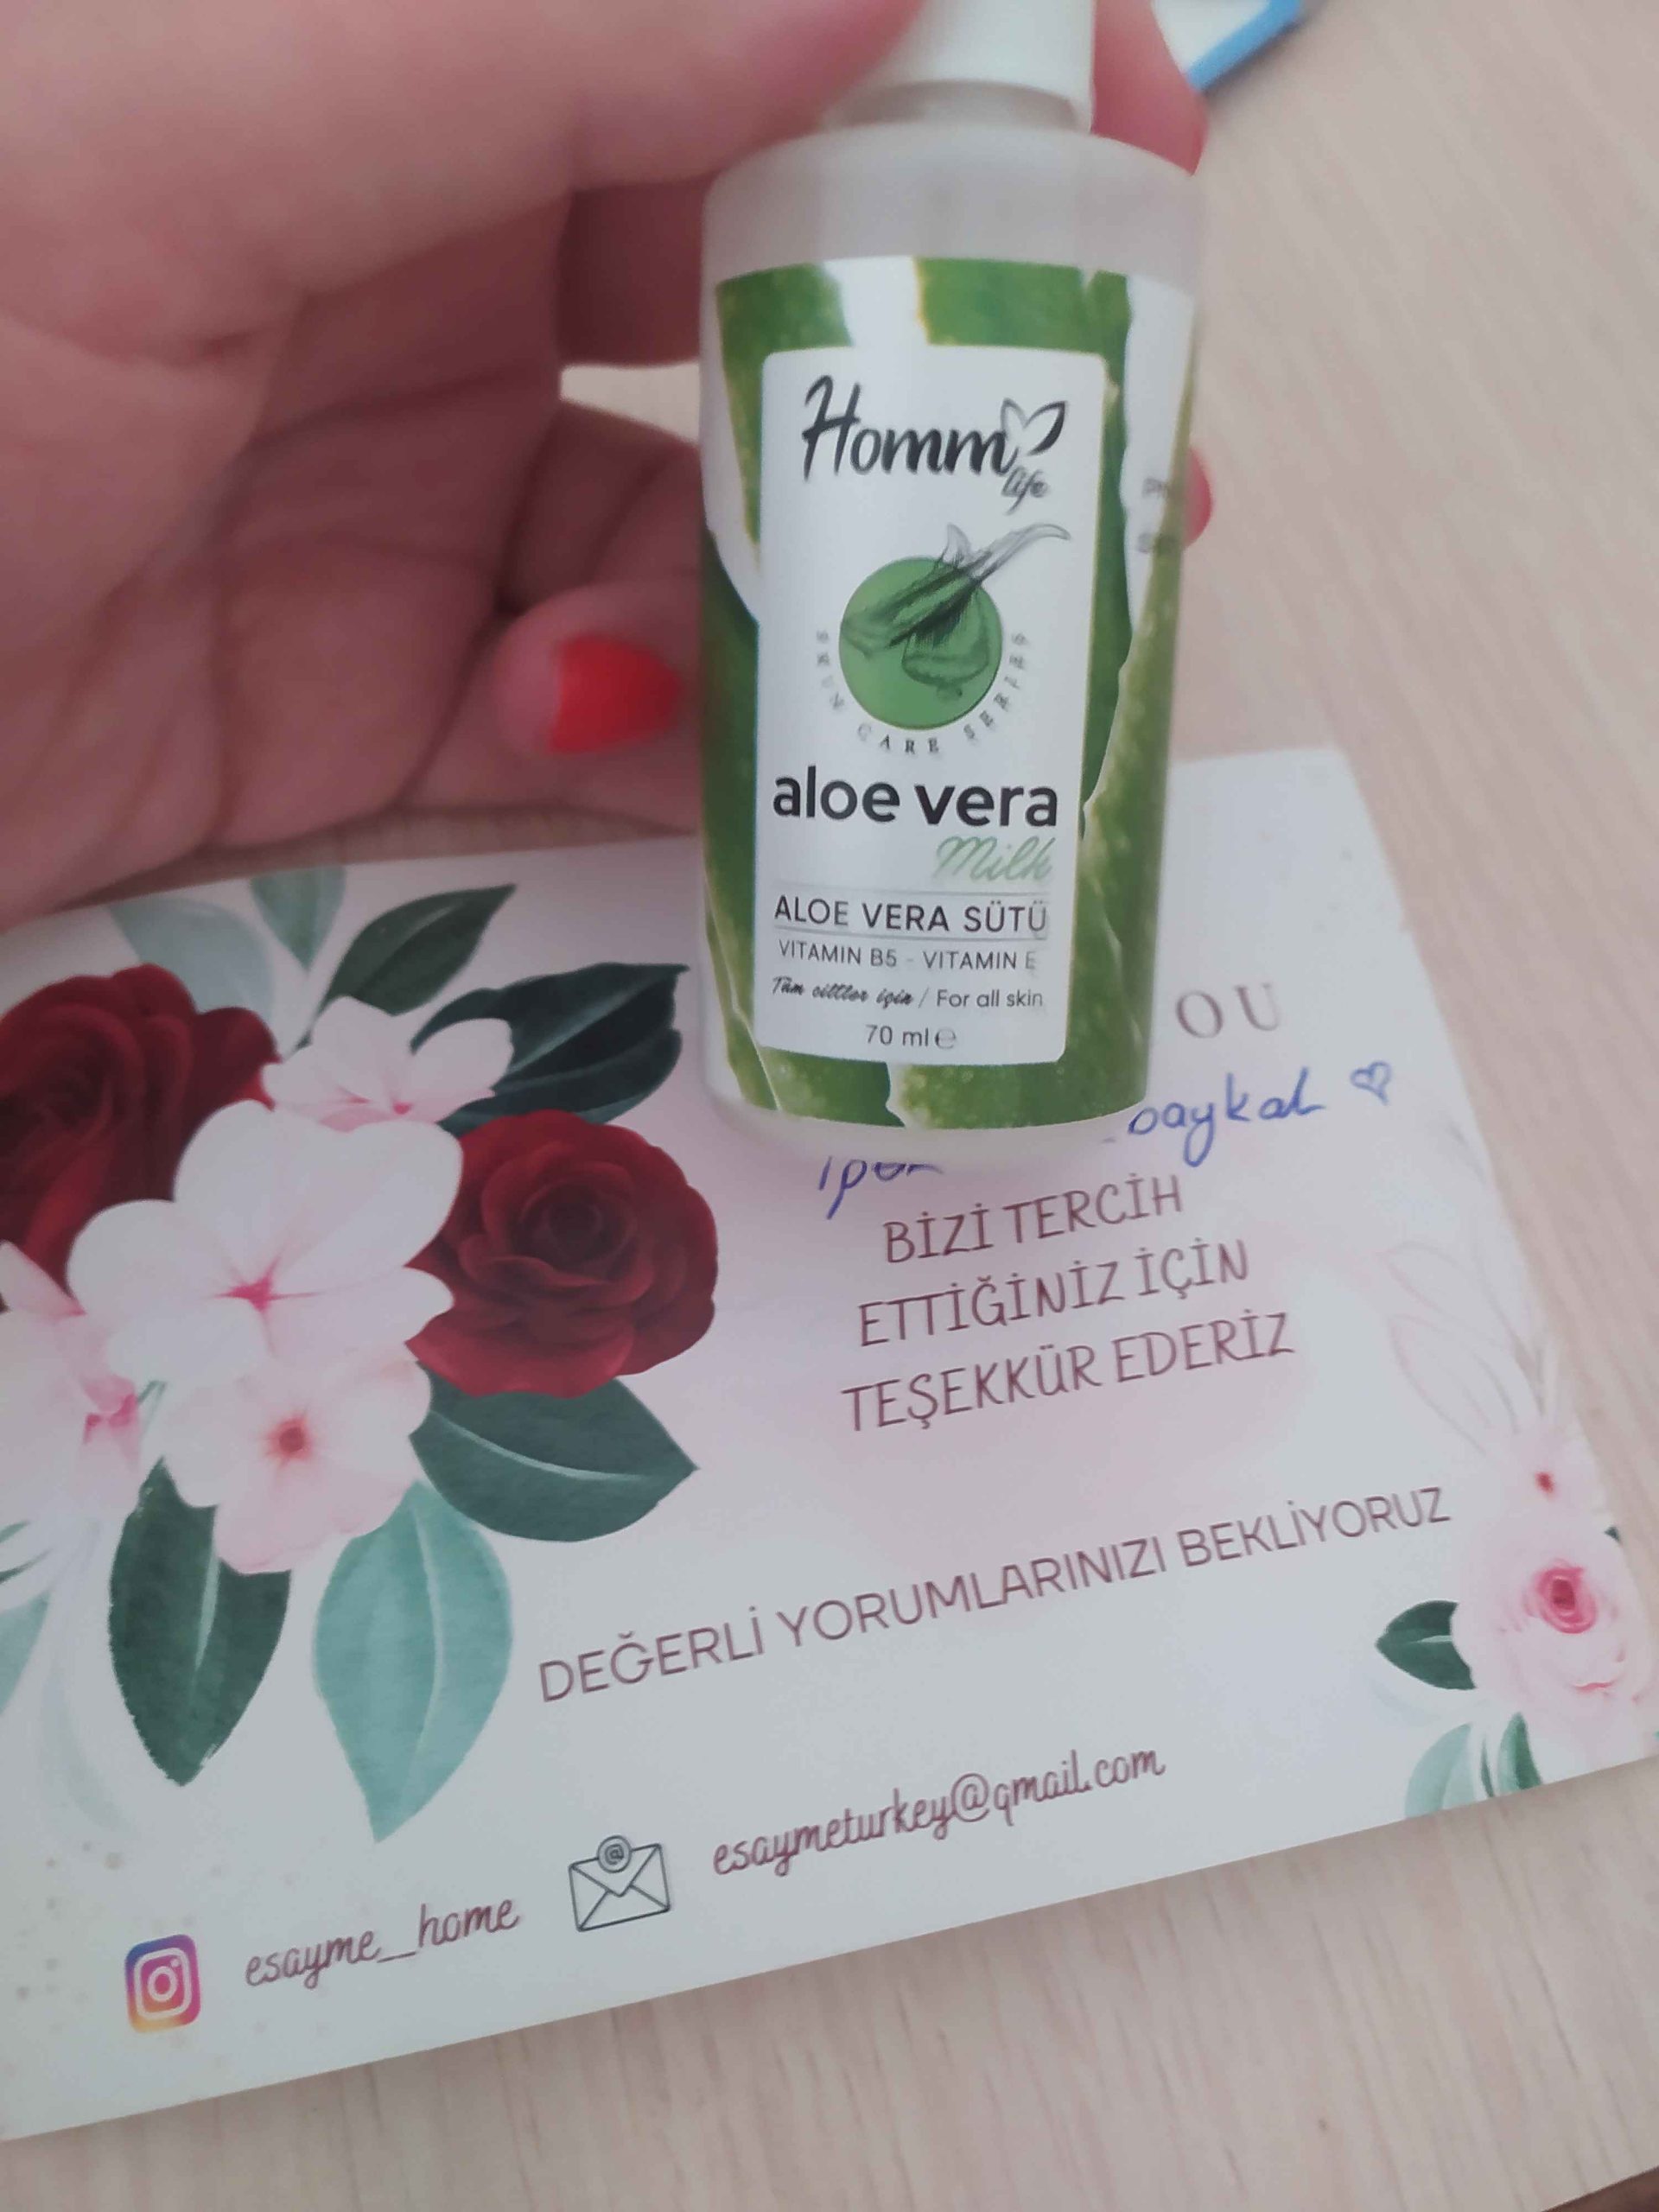 Homm
life
SERUM CARE SERIES
aloe vera
Milk
ALOE VERA SÜTÜ
VITAMIN B5 - VITAMIN E
Tüm ciltler için / For all skin
70 ml e
OU
baykal
BİZİ TERCİH
ETTİĞİNİZ İÇİN
TEŞEKKÜR EDERİZ
DEĞERLİ YORUMLARINIZI BEKLİYORUZ
esaymeturkey@gmail.com
esayme_home